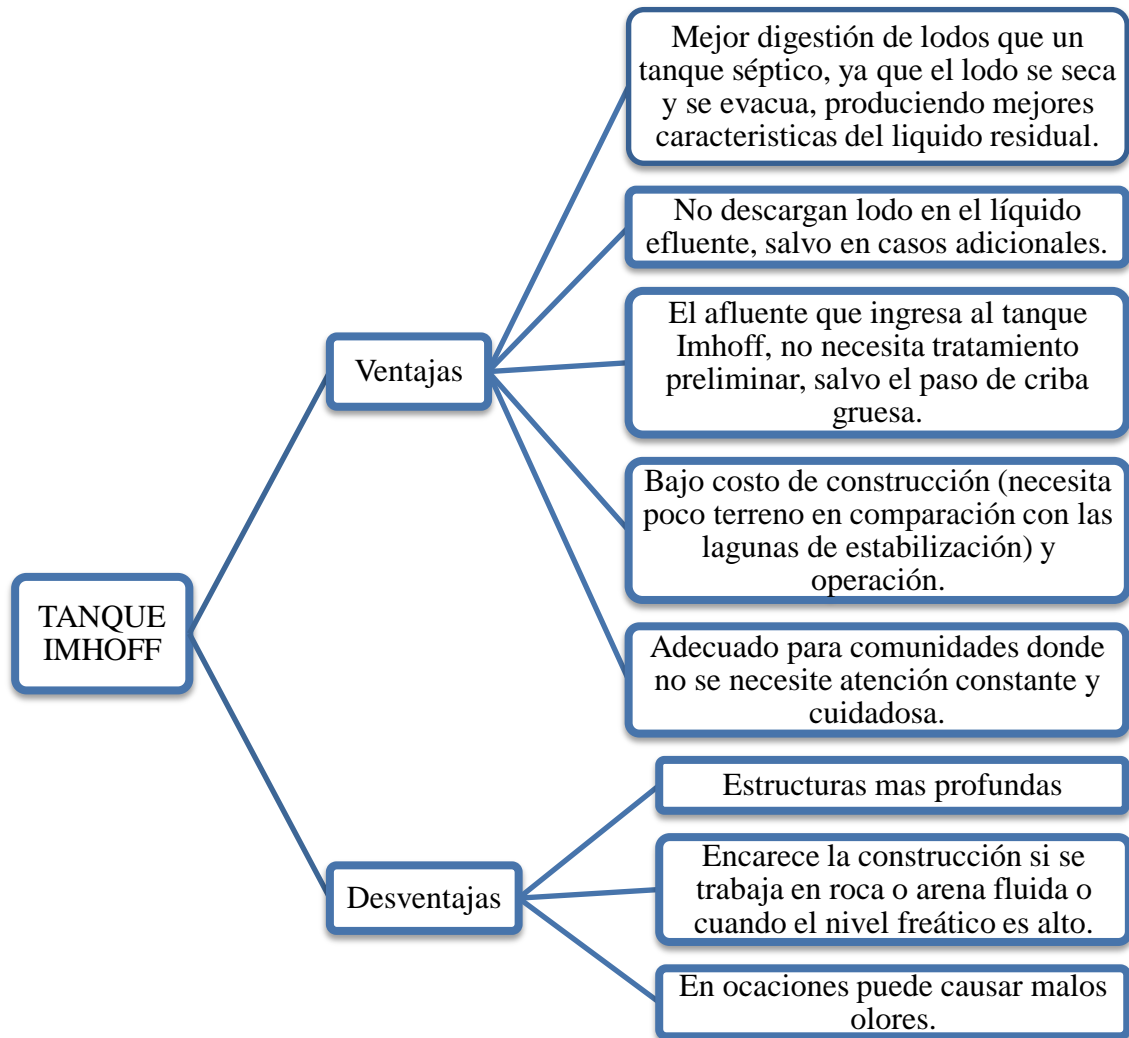 TANQUE
IMHOFF
Ventajas
Mejor digestión de lodos que un
tanque séptico, ya que el lodo se seca
y se evacua, produciendo mejores
caracteristicas del liquido residual.
No descargan lodo en el líquido
efluente, salvo en casos adicionales.
El afluente que ingresa al tanque
Imhoff, no necesita tratamiento
preliminar, salvo el paso de criba
gruesa.
Bajo costo de construcción (necesita
poco terreno en comparación con las
lagunas de estabilización) y
operación.
Adecuado para comunidades donde
no se necesite atención constante y
cuidadosa.
Desventajas
Estructuras mas profundas
Encarece la construcción si se
trabaja en roca o arena fluida o
cuando el nivel freático es alto.
En ocaciones puede causar malos
olores.